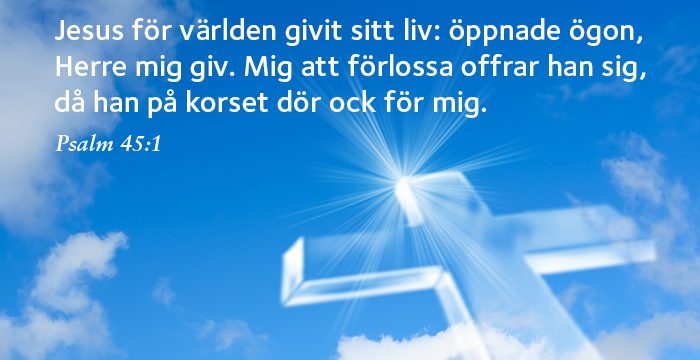 Jesus för världen givit sitt liv: öppnade ögon,
Herre mig giv. Mig att förlossa offrar han sig,
då han på korset dör ock för mig.
Psalm 45:1